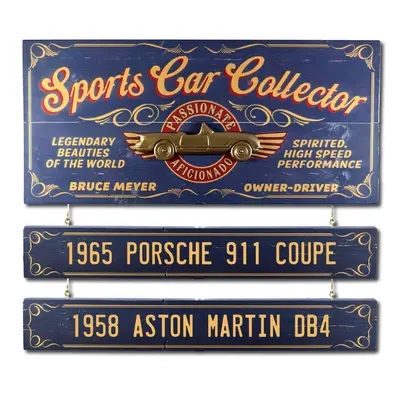 Sports Car Collector
PASSIONATE
AFICIONADO
LEGENDARY
BEAUTIES
OF THE WORLD
SPIRITED,
HIGH SPEED
PERFORMANCE
BRUCE MEYER
OWNER-DRIVER
1965 PORSCHE 911 COUPE
1958 ASTON MARTIN DB4